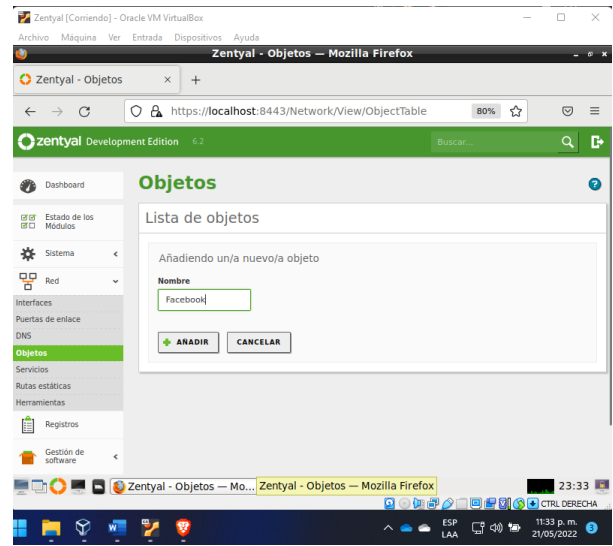 Zentyal [Corriendo] - Oracle VM VirtualBox
Archivo Máquina Ver Entrada Dispositivos Ayuda
Zentyal - Objetos — Mozilla Firefox
Zentyal - Objetos
https://localhost:8443/Network/View/ObjectTable 80%
zentyal Development Edition 6.2 Buscar...
Dashboard
Estado de los
Módulos
Sistema
Red
Interfaces
Puertas de enlace
DNS
Objetos
Servicios
Rutas estáticas
Herramientas
Registros
Gestión de
software
Objetos
Lista de objetos
Añadiendo un/a nuevo/a objeto
Nombre
Facebook
AÑADIR CANCELAR
Zentyal - Objetos — Mo... Zentyal - Objetos — Mozilla Firefox 23:33
CTRL DERECHA
ESP
LAA
11:33 p. m.
21/05/2022
3